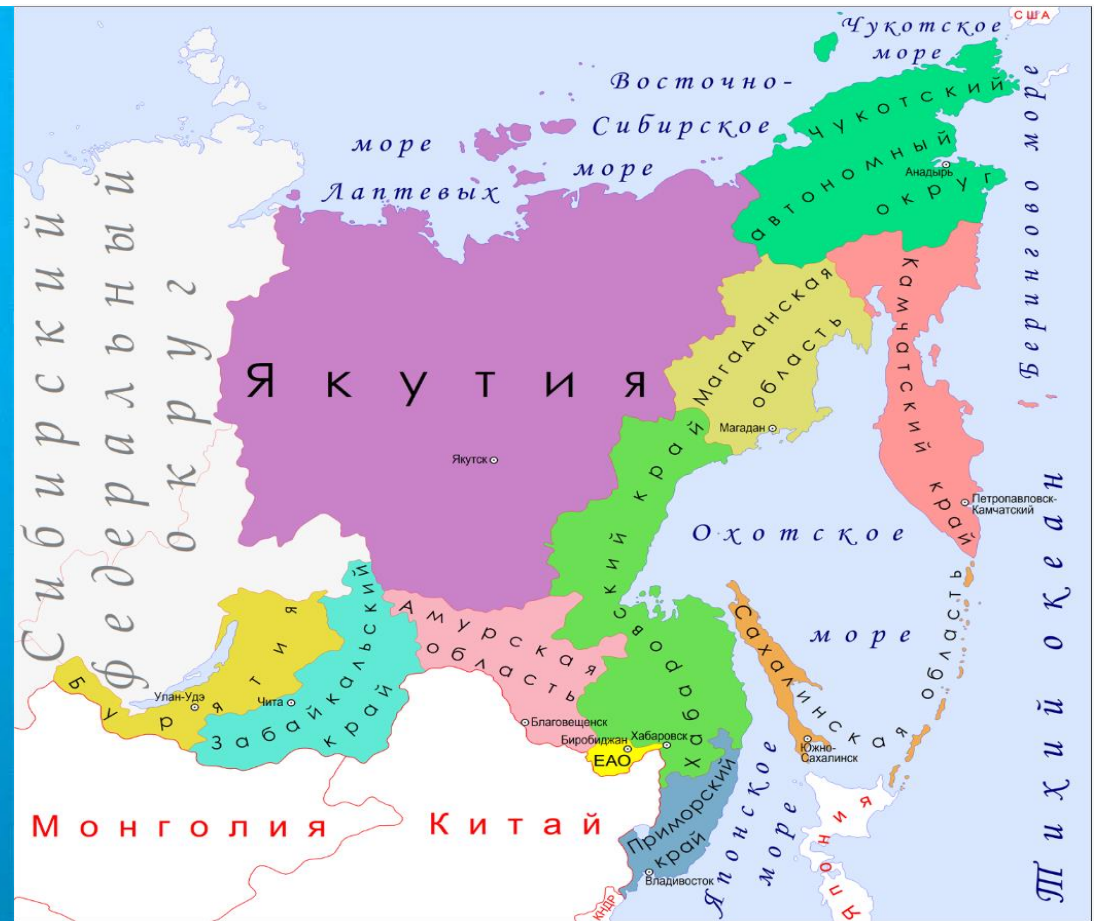 США
Чукотское
море
Восточно-
Сибирское
море
море
Лаптевых
Чукотский
автономный
округ
Анадырь
Берингово море
Сибирский
федеральный
округ
Якутия
Якутск
Магаданская
область
Магадан
Камчатский край
Петропавловск-
Камчатский
Охотское
море
Тихий океан
Хабаровский край
Хабаровск
Амурская
область
Благовещенск
Биробиджан
ЕАО
Бурятия
Улан-Удэ
Забайкальский
край
Чита
Сахалинская область
Южно-
Сахалинск
Приморский
край
Владивосток
Японское
море
Монголия
Китай
КНДР
Япония